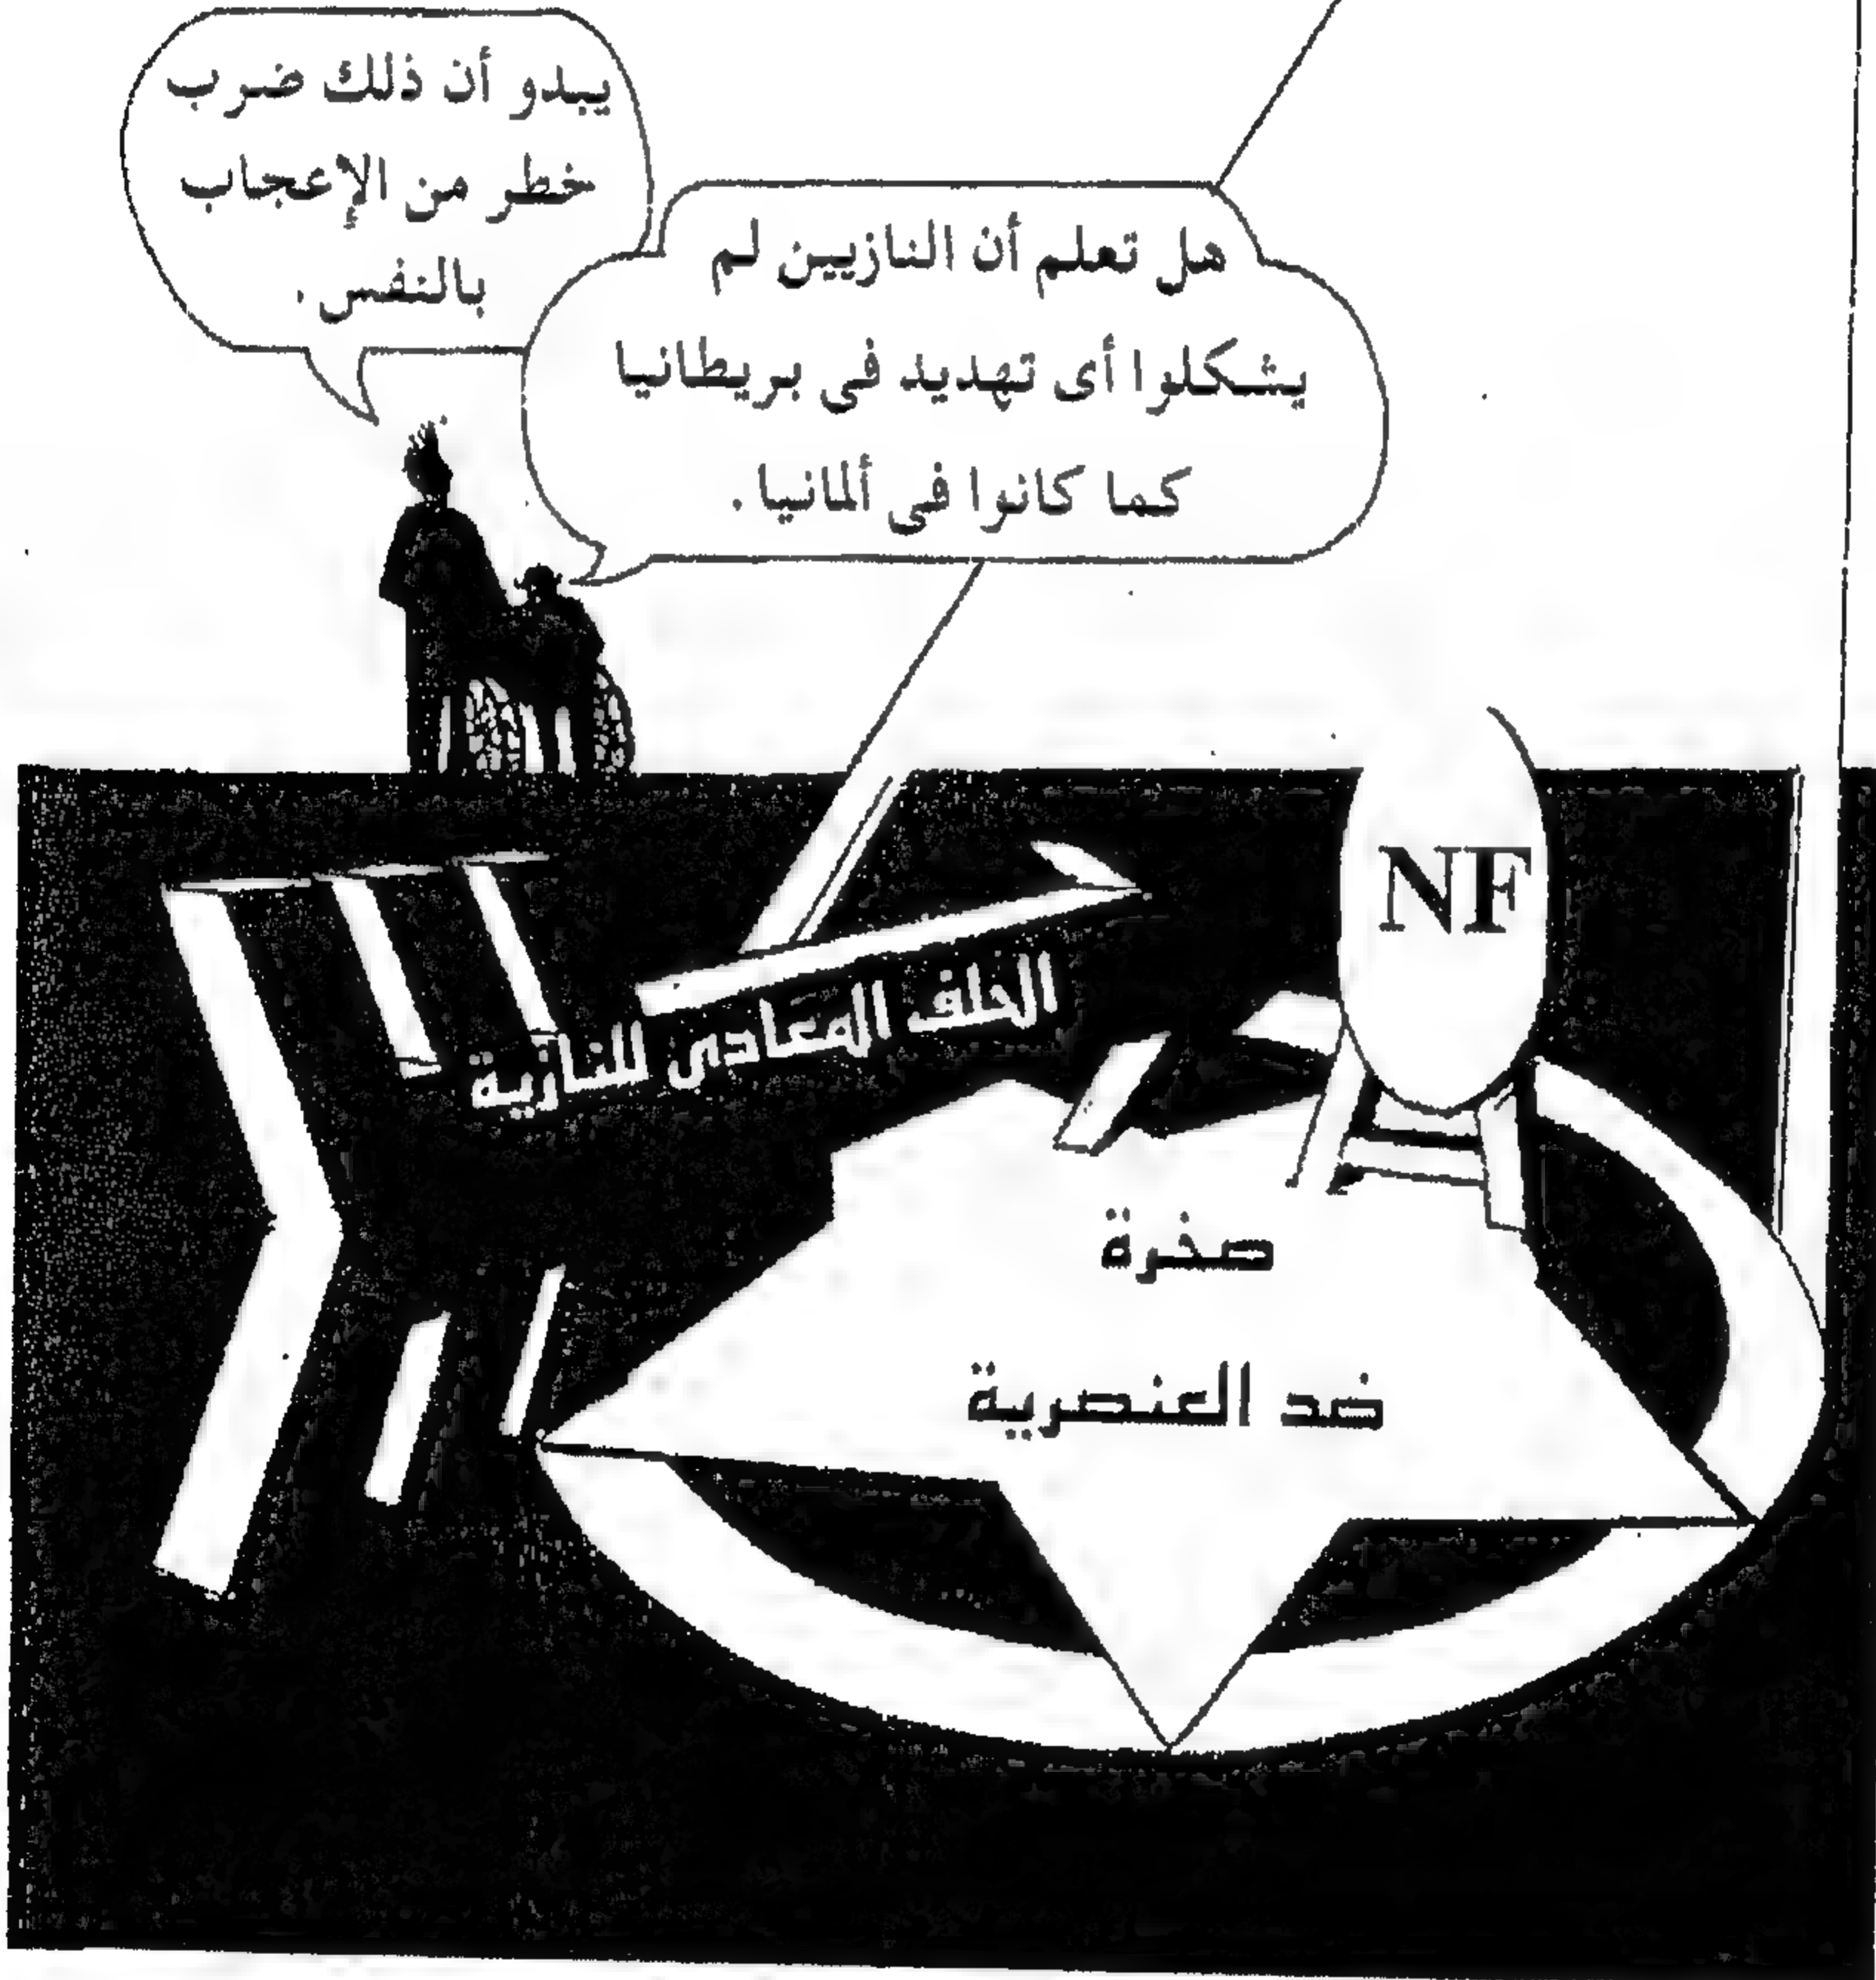 يبدو أن ذلك ضرب
خطر من الإعجاب
بالنفس .
هل تعلم أن النازيين لم
يشكلوا أى تهديد فى بريطانيا
كما كانوا فى ألمانيا .
NF
الحلف المعادى للنازية
صخرة
ضد العنصرية